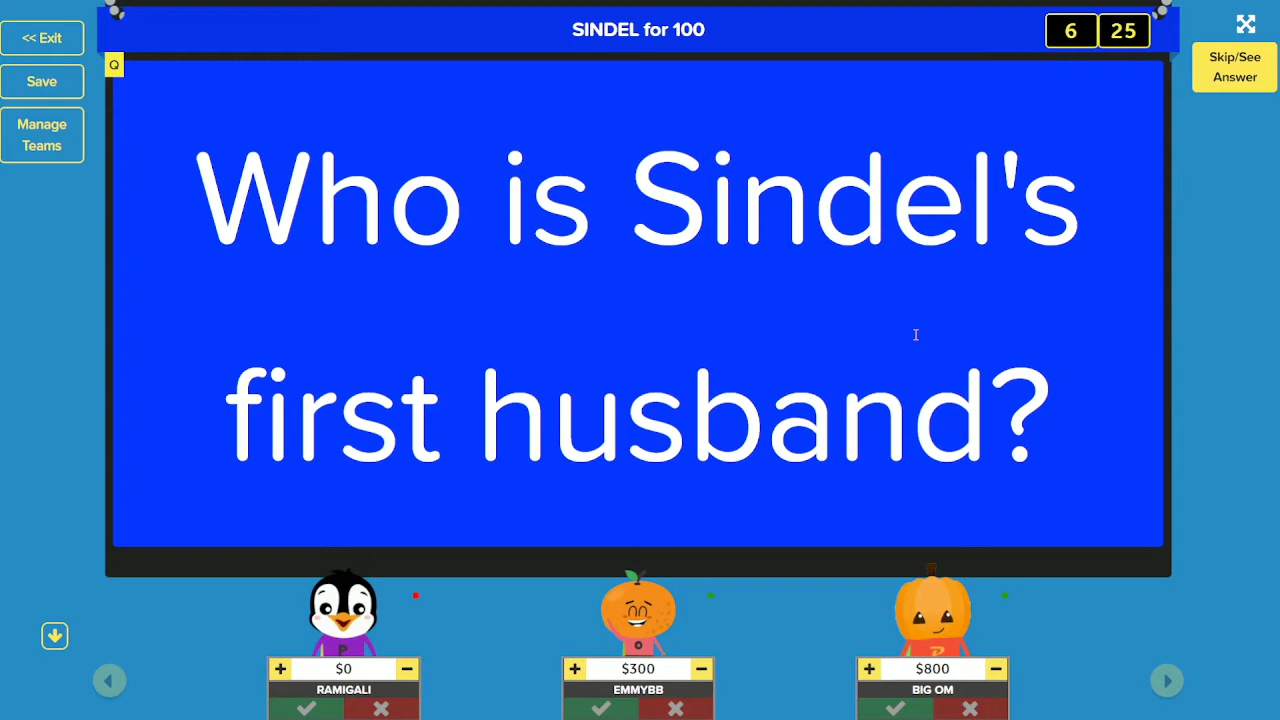 << Exit
SINDEL for 100
6 25
Skip/See
Answer
Save
Manage
Teams
Q
Who is Sindel's
first husband?
P
O
P
+ $0 −
+ $300 −
+ $800 −
RAMIGALI
EMMYBB
BIG OM